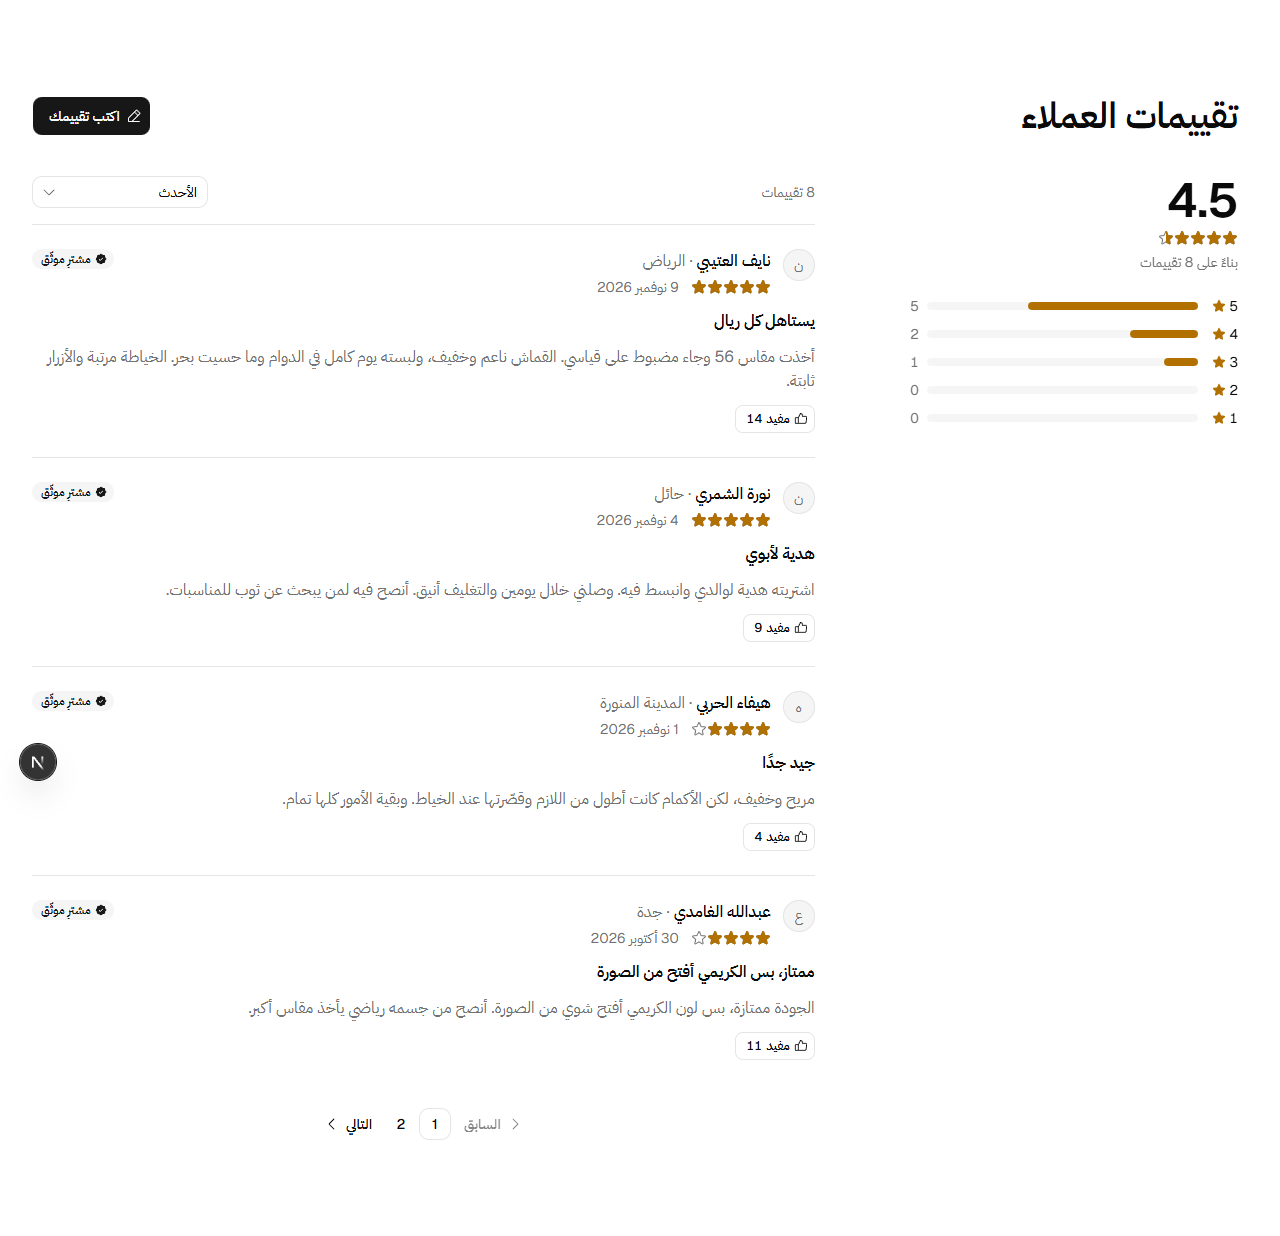 تقييمات العملاء
اكتب تقييمك
4.5
بناءً على 8 تقييمات
5 5
4 2
3 1
2 0
1 0
8 تقييمات
الأحدث
ن
نايف العتيبي · الرياض
مشترٍ موثّق
9 نوفمبر 2026
يستاهل كل ريال
أخذت مقاس 56 وجاء مضبوط على قياسي. القماش ناعم وخفيف، ولبسته يوم كامل في الدوام وما حسيت بحر. الخياطة مرتبة والأزرار
ثابتة.
مفيد 14
ن
نورة الشمري · حائل
مشترٍ موثّق
4 نوفمبر 2026
هدية لأبوي
اشتريته هدية لوالدي وانبسط فيه. وصلني خلال يومين والتغليف أنيق. أنصح فيه لمن يبحث عن ثوب للمناسبات.
مفيد 9
ه
هيفاء الحربي · المدينة المنورة
مشترٍ موثّق
1 نوفمبر 2026
جيد جدًا
مريح وخفيف، لكن الأكمام كانت أطول من اللازم وقصّرتها عند الخياط. وبقية الأمور كلها تمام.
مفيد 4
ع
عبدالله الغامدي · جدة
مشترٍ موثّق
30 أكتوبر 2026
ممتاز، بس الكريمي أفتح من الصورة
الجودة ممتازة، بس لون الكريمي أفتح شوي من الصورة. أنصح من جسمه رياضي يأخذ مقاس أكبر.
مفيد 11
السابق 1 2 التالي
N